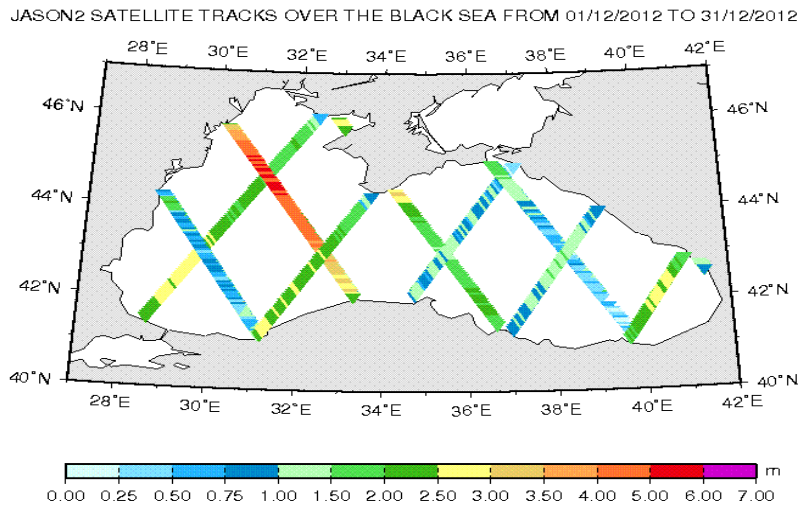 JASON2 SATELLITE TRACKS OVER THE BLACK SEA FROM 01/12/2012 TO 31/12/2012
28°E 30°E 32°E 34°E 36°E 38°E 40°E 42°E
46°N 46°N
44°N 44°N
42°N 42°N
40°N 40°N
28°E 30°E 32°E 34°E 36°E 38°E 40°E 42°E
m
0.00 0.25 0.50 0.75 1.00 1.50 2.00 2.50 3.00 3.50 4.00 5.00 6.00 7.00